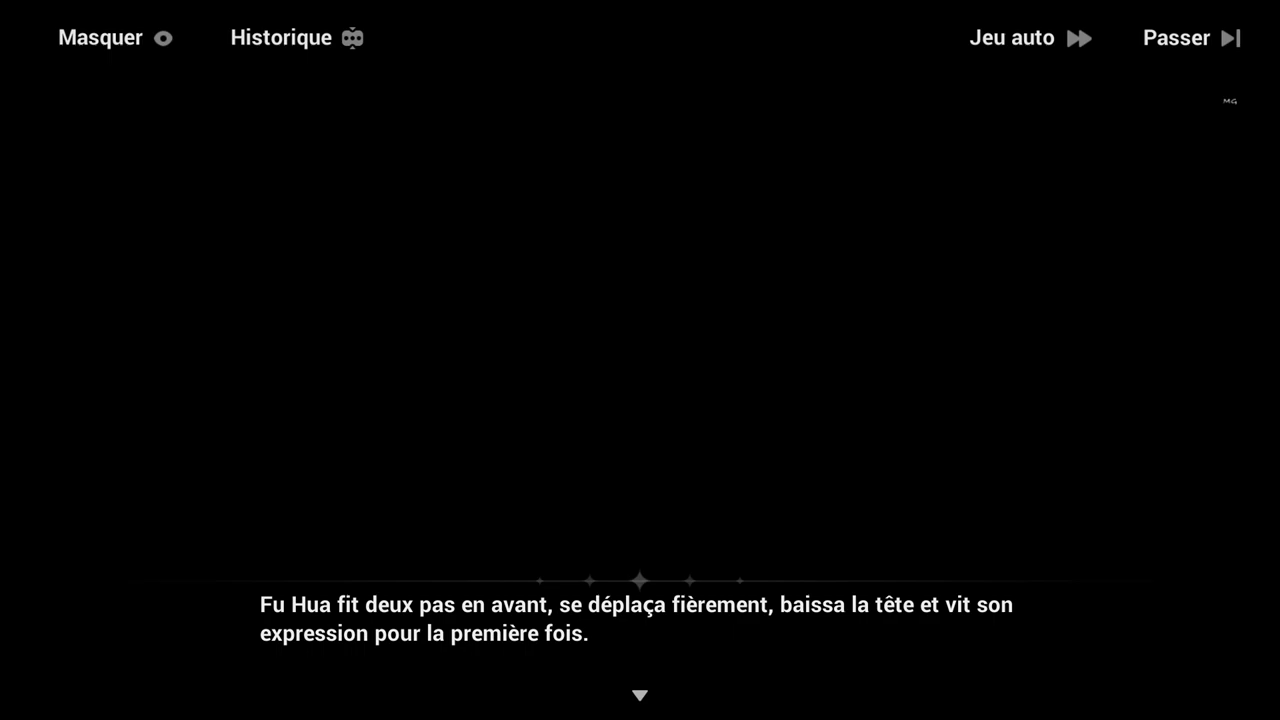 Masquer
Historique
Jeu auto
Passer
MG
Fu Hua fit deux pas en avant, se déplaça fièrement, baissa la tête et vit son
expression pour la première fois.